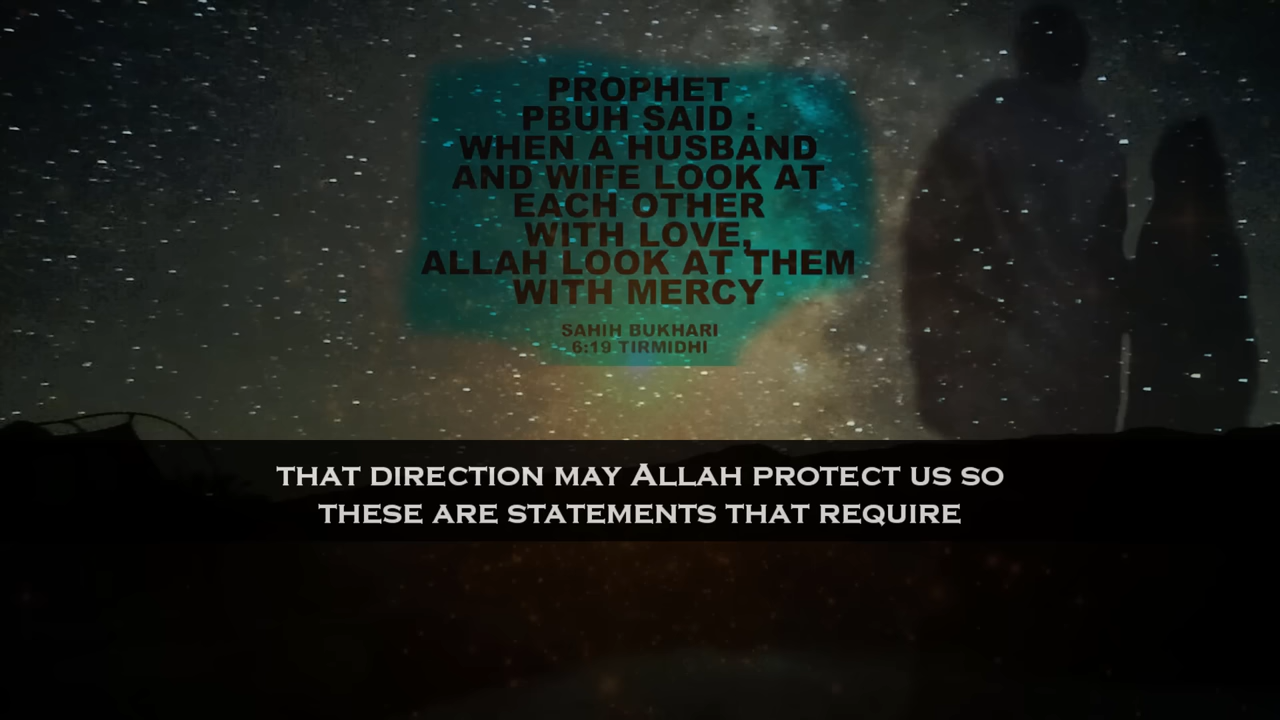 PROPHET
PBUH SAID :
WHEN A HUSBAND
AND WIFE LOOK AT
EACH OTHER
WITH LOVE,
ALLAH LOOK AT THEM
WITH MERCY
SAHIH BUKHARI
6:19 TIRMIDHI
THAT DIRECTION MAY ALLAH PROTECT US SO
THESE ARE STATEMENTS THAT REQUIRE